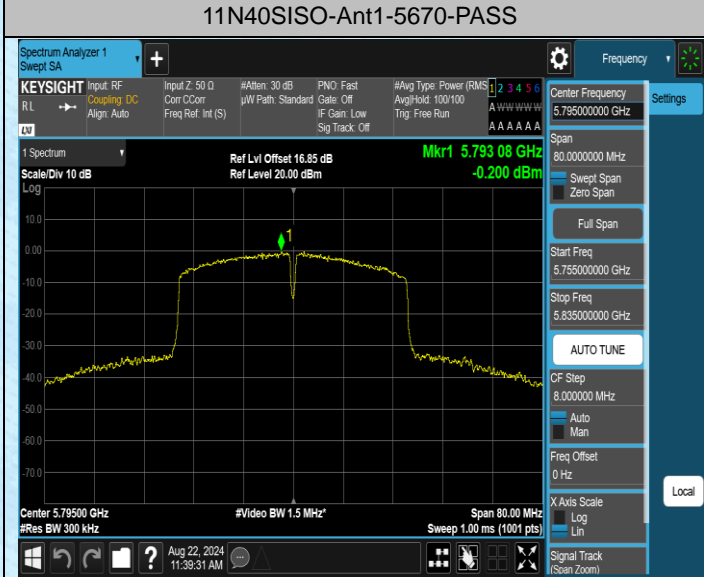 11N40SISO-Ant1-5670-PASS
Spectrum Analyzer 1
Swept SA
Frequency
KEYSIGHT
RL
LXI
Input: RF
Coupling: DC
Align: Auto
Input Z: 50 Ω
Corr CCorr
Freq Ref: Int (S)
#Atten: 30 dB
µW Path: Standard
PNO: Fast
Gate: Off
IF Gain: Low
Sig Track: Off
#Avg Type: Power (RMS
Avg|Hold: 100/100
Trig: Free Run
1 2 3 4 5 6
A W W W W W
A A A A A A
1 Spectrum
Scale/Div 10 dB
Log
Ref Lvl Offset 16.85 dB
Ref Level 20.00 dBm
Mkr1 5.793 08 GHz
-0.200 dBm
10.0
0.00
-10.0
-20.0
-30.0
-40.0
-50.0
-60.0
-70.0
1
Center 5.79500 GHz
#Res BW 300 kHz
#Video BW 1.5 MHz*
Span 80.00 MHz
Sweep 1.00 ms (1001 pts)
Center Frequency
5.795000000 GHz
Span
80.0000000 MHz
Swept Span
Zero Span
Full Span
Start Freq
5.755000000 GHz
Stop Freq
5.835000000 GHz
AUTO TUNE
CF Step
8.000000 MHz
Auto
Man
Freq Offset
0 Hz
X Axis Scale
Log
Lin
Signal Track
(Span Zoom)
Settings
Local
?
Aug 22, 2024
11:39:31 AM